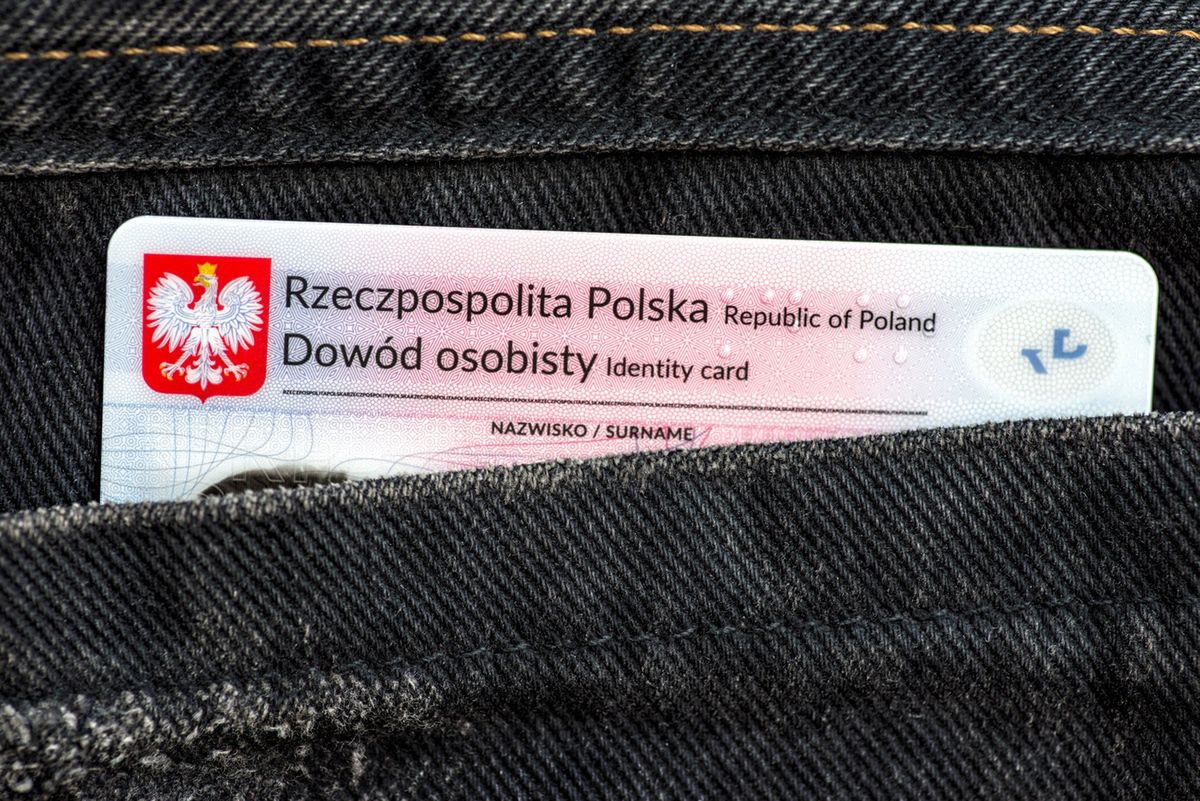 Rzeczpospolita Polska Republic of Poland
Dowód osobisty Identity card
NAZWISKO / SURNAME